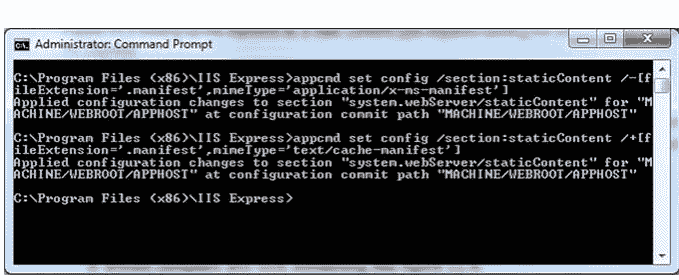 Administrator: Command Prompt
C:\Program Files (x86)\IIS Express>appcmd set config /section:staticContent /-[f
ileExtension='.manifest',mimeType='application/x-ms-manifest']
Applied configuration changes to section "system.webServer/staticContent" for "M
ACHINE/WEBROOT/APPHOST" at configuration commit path "MACHINE/WEBROOT/APPHOST"
C:\Program Files (x86)\IIS Express>appcmd set config /section:staticContent /+[f
ileExtension='.manifest',mimeType='text/cache-manifest']
Applied configuration changes to section "system.webServer/staticContent" for "M
ACHINE/WEBROOT/APPHOST" at configuration commit path "MACHINE/WEBROOT/APPHOST"
C:\Program Files (x86)\IIS Express>